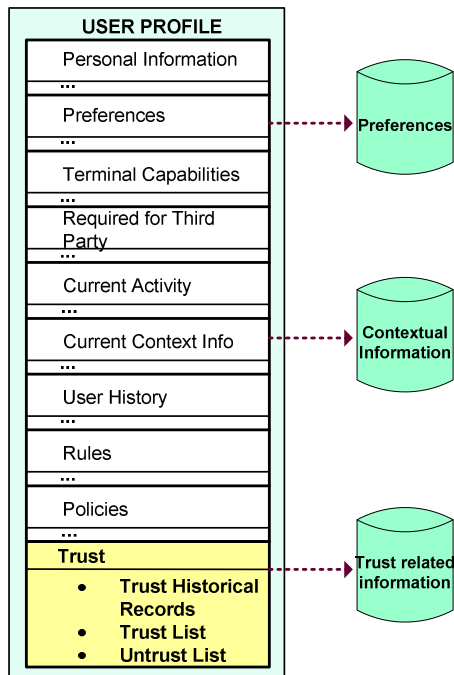 USER PROFILE
Personal Information
...
Preferences
...
Terminal Capabilities
...
Required for Third
Party
...
Current Activity
...
Current Context Info
...
User History
...
Rules
...
Policies
...
Trust
• Trust Historical
Records
• Trust List
• Untrust List
Preferences
Contextual
Information
Trust related
information